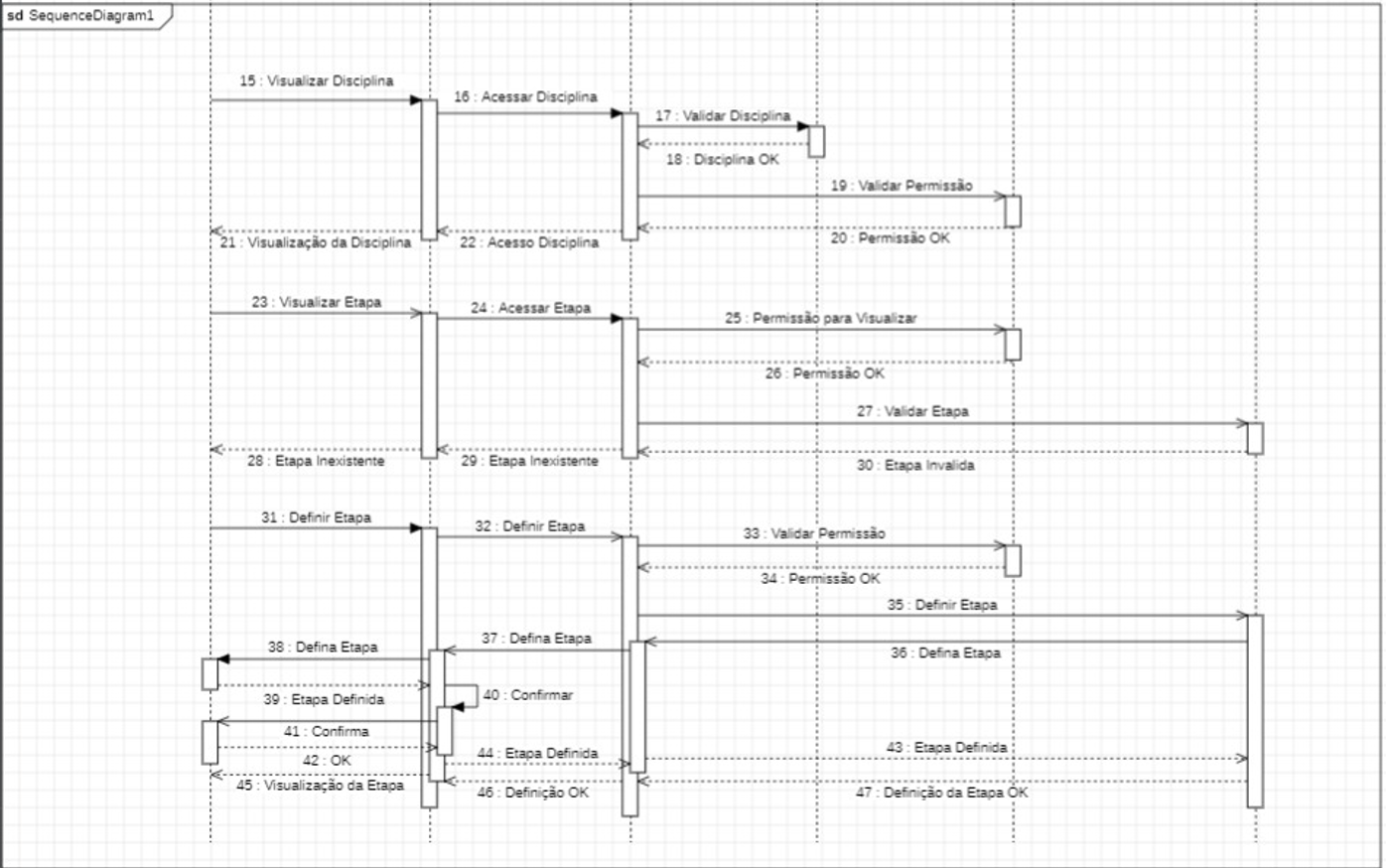 sd SequenceDiagram1
15 : Visualizar Disciplina
16 : Acessar Disciplina
17 : Validar Disciplina
18 : Disciplina OK
19 : Validar Permissão
20 : Permissão OK
21 : Visualização da Disciplina
22 : Acesso Disciplina
23 : Visualizar Etapa
24 : Acessar Etapa
25 : Permissão para Visualizar
26 : Permissão OK
27 : Validar Etapa
28 : Etapa Inexistente
29 : Etapa Inexistente
30 : Etapa Invalida
31 : Definir Etapa
32 : Definir Etapa
33 : Validar Permissão
34 : Permissão OK
35 : Definir Etapa
36 : Defina Etapa
37 : Defina Etapa
38 : Defina Etapa
39 : Etapa Definida
40 : Confirmar
41 : Confirma
42 : OK
43 : Etapa Definida
44 : Etapa Definida
45 : Visualização da Etapa
46 : Definição OK
47 : Definição da Etapa OK